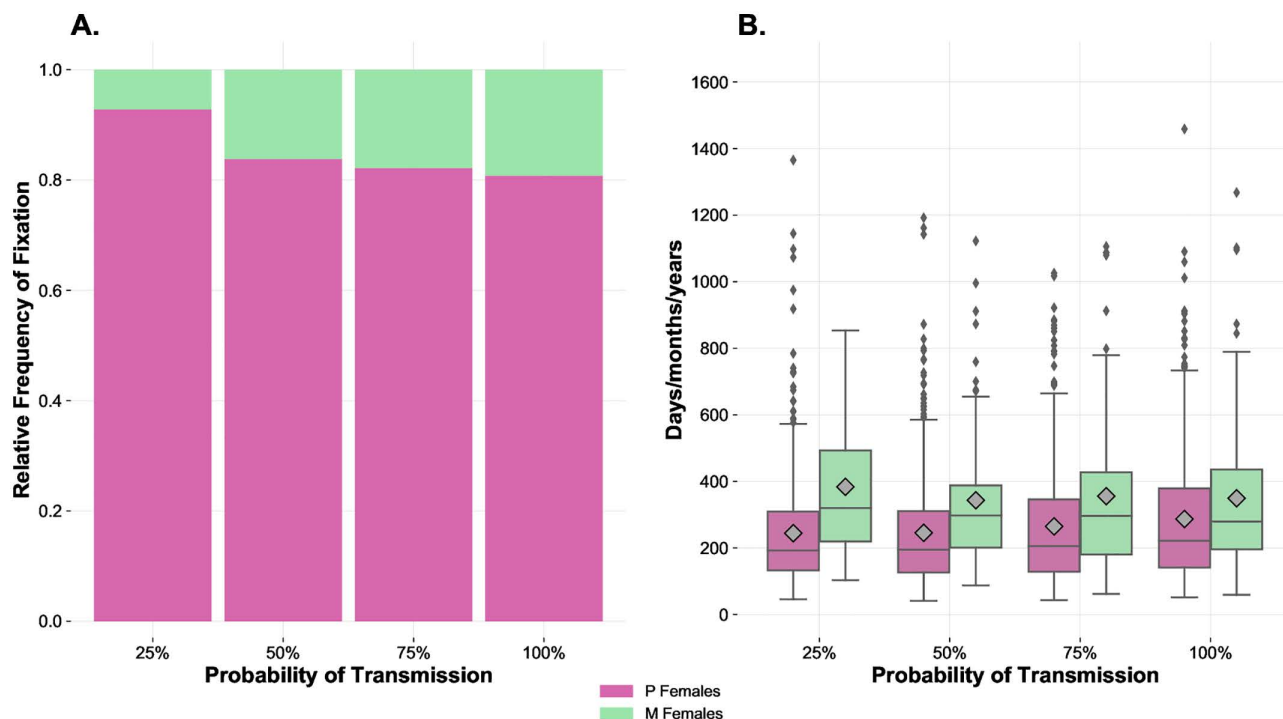 A.
Relative Frequency of Fixation
1.0
0.8
0.6
0.4
0.2
0.0
25%
50%
75%
100%
Probability of Transmission
B.
Days/months/years
1600
1400
1200
1000
800
600
400
200
0
25%
50%
75%
100%
Probability of Transmission
P Females
M Females